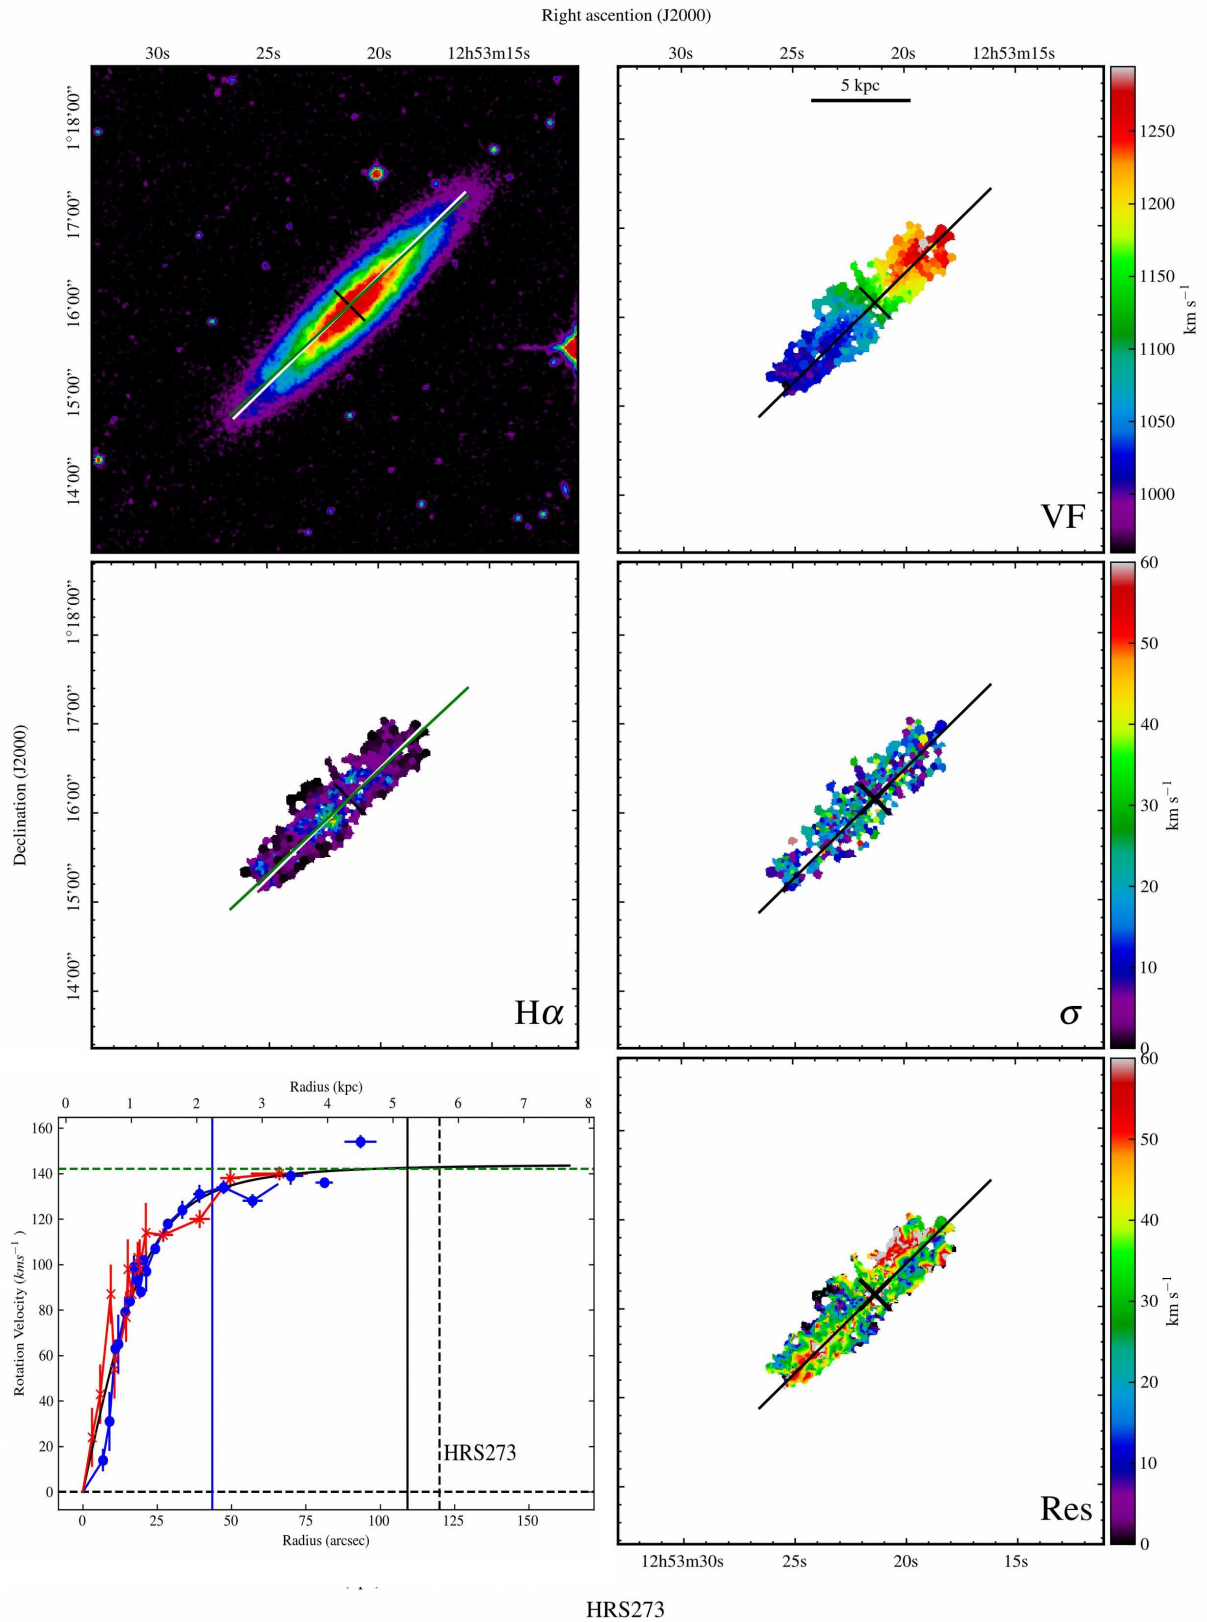 Right ascention (J2000)
30s 25s 20s 12h53m15s 30s 25s 20s 12h53m15s
5 kpc
1°18'00" 17'00" 16'00" 15'00" 14'00"
1250
1200
1150
1100
1050
1000
km s⁻¹
VF
Declination (J2000)
1°18'00" 17'00" 16'00" 15'00" 14'00"
Hα
60
50
40
30
20
10
0
km s⁻¹
σ
Radius (kpc)
0 1 2 3 4 5 6 7 8
Rotation Velocity (kms⁻¹ )
160
140
120
100
80
60
40
20
0
HRS273
0 25 50 75 100 125 150
Radius (arcsec)
60
50
40
30
20
10
0
km s⁻¹
Res
12h53m30s 25s 20s 15s
HRS273